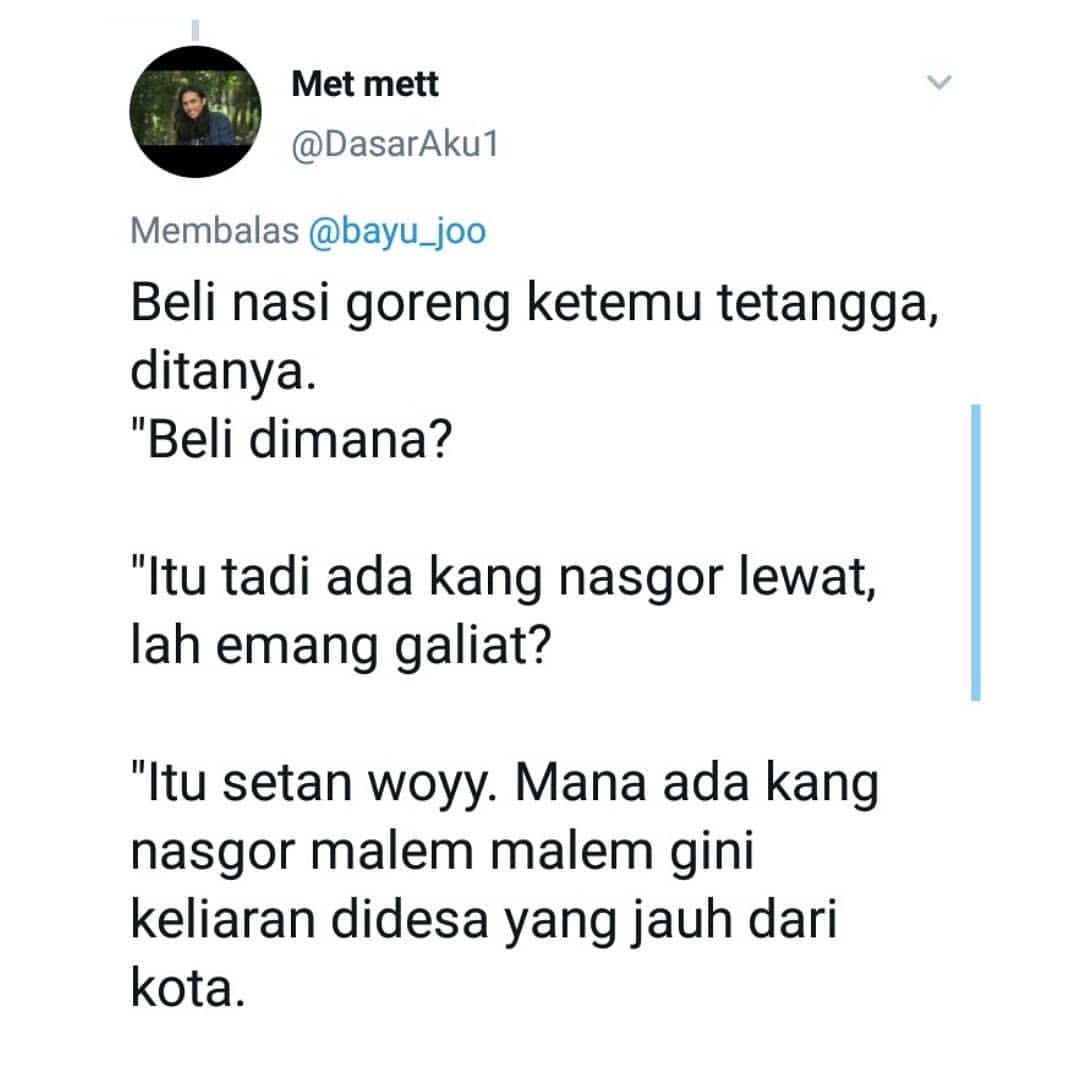 Met mett
@DasarAku1
Membalas @bayu_joo
Beli nasi goreng ketemu tetangga,
ditanya.
"Beli dimana?
"Itu tadi ada kang nasgor lewat,
lah emang galiat?
"Itu setan woyy. Mana ada kang
nasgor malem malem gini
keliaran didesa yang jauh dari
kota.